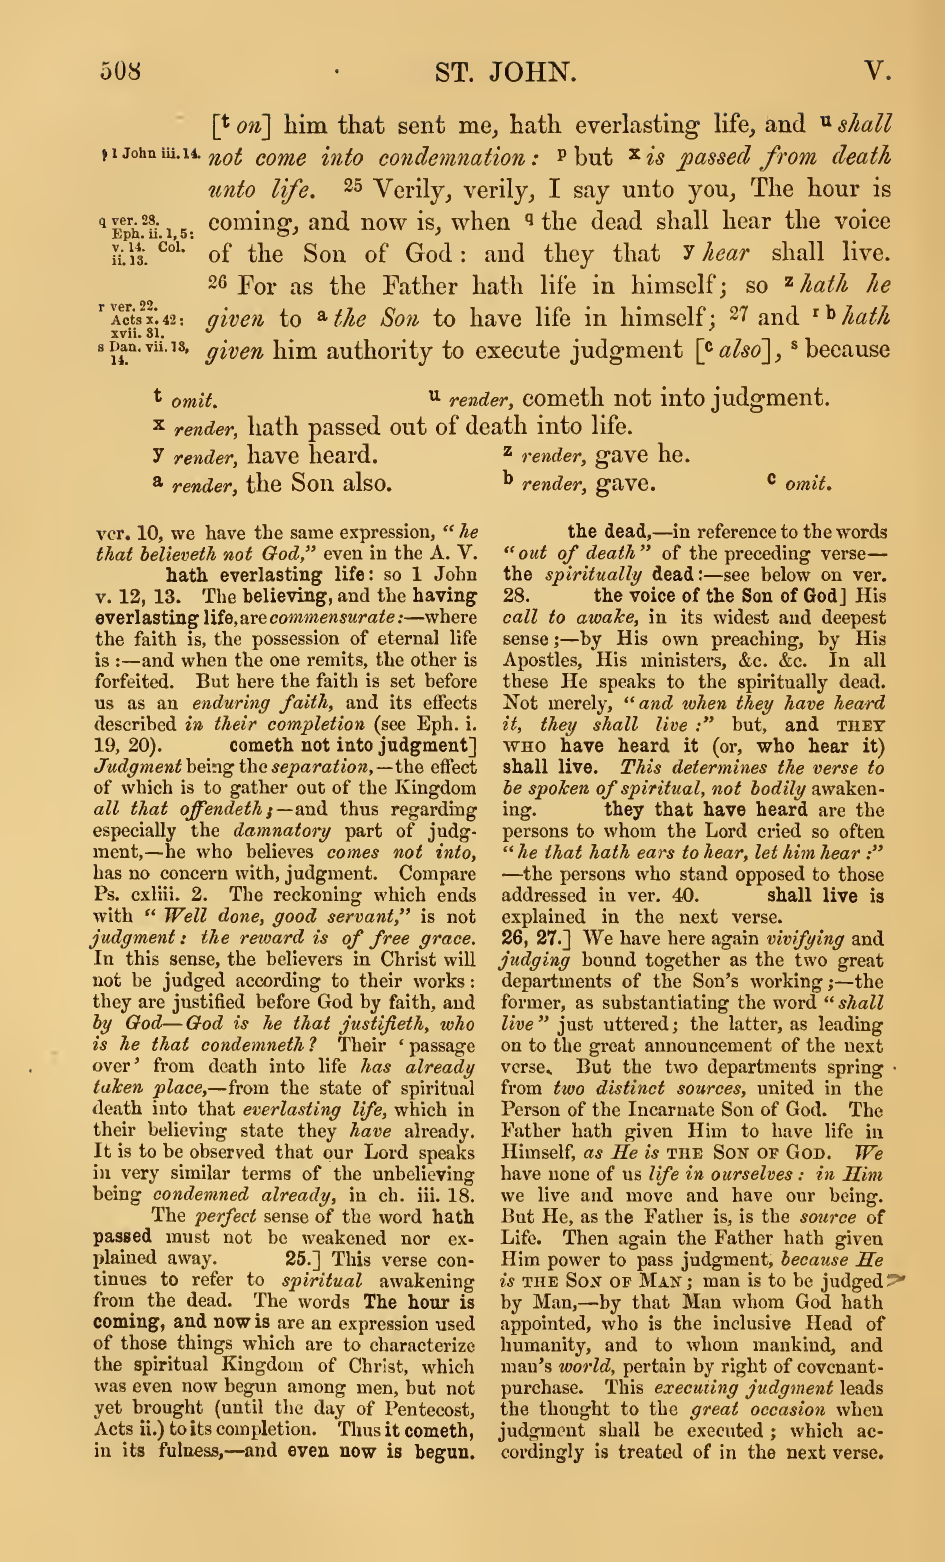 508 ST. JOHN. V.
[t on] him that sent me, hath everlasting life, and u shall
p 1 John iii. 14. not come into condemnation: p but x is passed from death
unto life. 25 Verily, verily, I say unto you, The hour is
q ver. 28. Eph. ii. 1, 5: v. 14. Col. ii. 13. coming, and now is, when q the dead shall hear the voice
of the Son of God: and they that y hear shall live.
26 For as the Father hath life in himself; so z hath he
r ver. 22. Acts x. 42: xvii. 31. given to a the Son to have life in himself; 27 and r b hath
s Dan. vii. 13, 14. given him authority to execute judgment [c also], s because
t omit. u render, cometh not into judgment.
x render, hath passed out of death into life.
y render, have heard. z render, gave he.
a render, the Son also. b render, gave. c omit.
ver. 10, we have the same expression, "he
that believeth not God," even in the A. V.
hath everlasting life: so 1 John
v. 12, 13. The believing, and the having
everlasting life, are commensurate:—where
the faith is, the possession of eternal life
is:—and when the one remits, the other is
forfeited. But here the faith is set before
us as an enduring faith, and its effects
described in their completion (see Eph. i.
19, 20). cometh not into judgment]
Judgment being the separation,—the effect
of which is to gather out of the Kingdom
all that offendeth;—and thus regarding
especially the damnatory part of judg-
ment,—he who believes comes not into,
has no concern with, judgment. Compare
Ps. cxliii. 2. The reckoning which ends
with "Well done, good servant," is not
judgment: the reward is of free grace.
In this sense, the believers in Christ will
not be judged according to their works:
they are justified before God by faith, and
by God—God is he that justifieth, who
is he that condemneth? Their 'passage
over' from death into life has already
taken place,—from the state of spiritual
death into that everlasting life, which in
their believing state they have already.
It is to be observed that our Lord speaks
in very similar terms of the unbelieving
being condemned already, in ch. iii. 18.
The perfect sense of the word hath
passed must not be weakened nor ex-
plained away. 25.] This verse con-
tinues to refer to spiritual awakening
from the dead. The words The hour is
coming, and now is are an expression used
of those things which are to characterize
the spiritual Kingdom of Christ, which
was even now begun among men, but not
yet brought (until the day of Pentecost,
Acts ii.) to its completion. Thus it cometh,
in its fulness,—and even now is begun.
the dead,—in reference to the words
"out of death" of the preceding verse—
the spiritually dead:—see below on ver.
28. the voice of the Son of God] His
call to awake, in its widest and deepest
sense;—by His own preaching, by His
Apostles, His ministers, &c. &c. In all
these He speaks to the spiritually dead.
Not merely, "and when they have heard
it, they shall live:" but, and THEY
WHO have heard it (or, who hear it)
shall live. This determines the verse to
be spoken of spiritual, not bodily awaken-
ing. they that have heard are the
persons to whom the Lord cried so often
"he that hath ears to hear, let him hear:"
—the persons who stand opposed to those
addressed in ver. 40. shall live is
explained in the next verse.
26, 27.] We have here again vivifying and
judging bound together as the two great
departments of the Son's working;—the
former, as substantiating the word "shall
live" just uttered; the latter, as leading
on to the great announcement of the next
verse. But the two departments spring
from two distinct sources, united in the
Person of the Incarnate Son of God. The
Father hath given Him to have life in
Himself, as He is THE SON OF GOD. We
have none of us life in ourselves: in Him
we live and move and have our being.
But He, as the Father is, is the source of
Life. Then again the Father hath given
Him power to pass judgment, because He
is THE SON OF MAN; man is to be judged
by Man,—by that Man whom God hath
appointed, who is the inclusive Head of
humanity, and to whom mankind, and
man's world, pertain by right of covenant-
purchase. This executing judgment leads
the thought to the great occasion when
judgment shall be executed; which ac-
cordingly is treated of in the next verse.